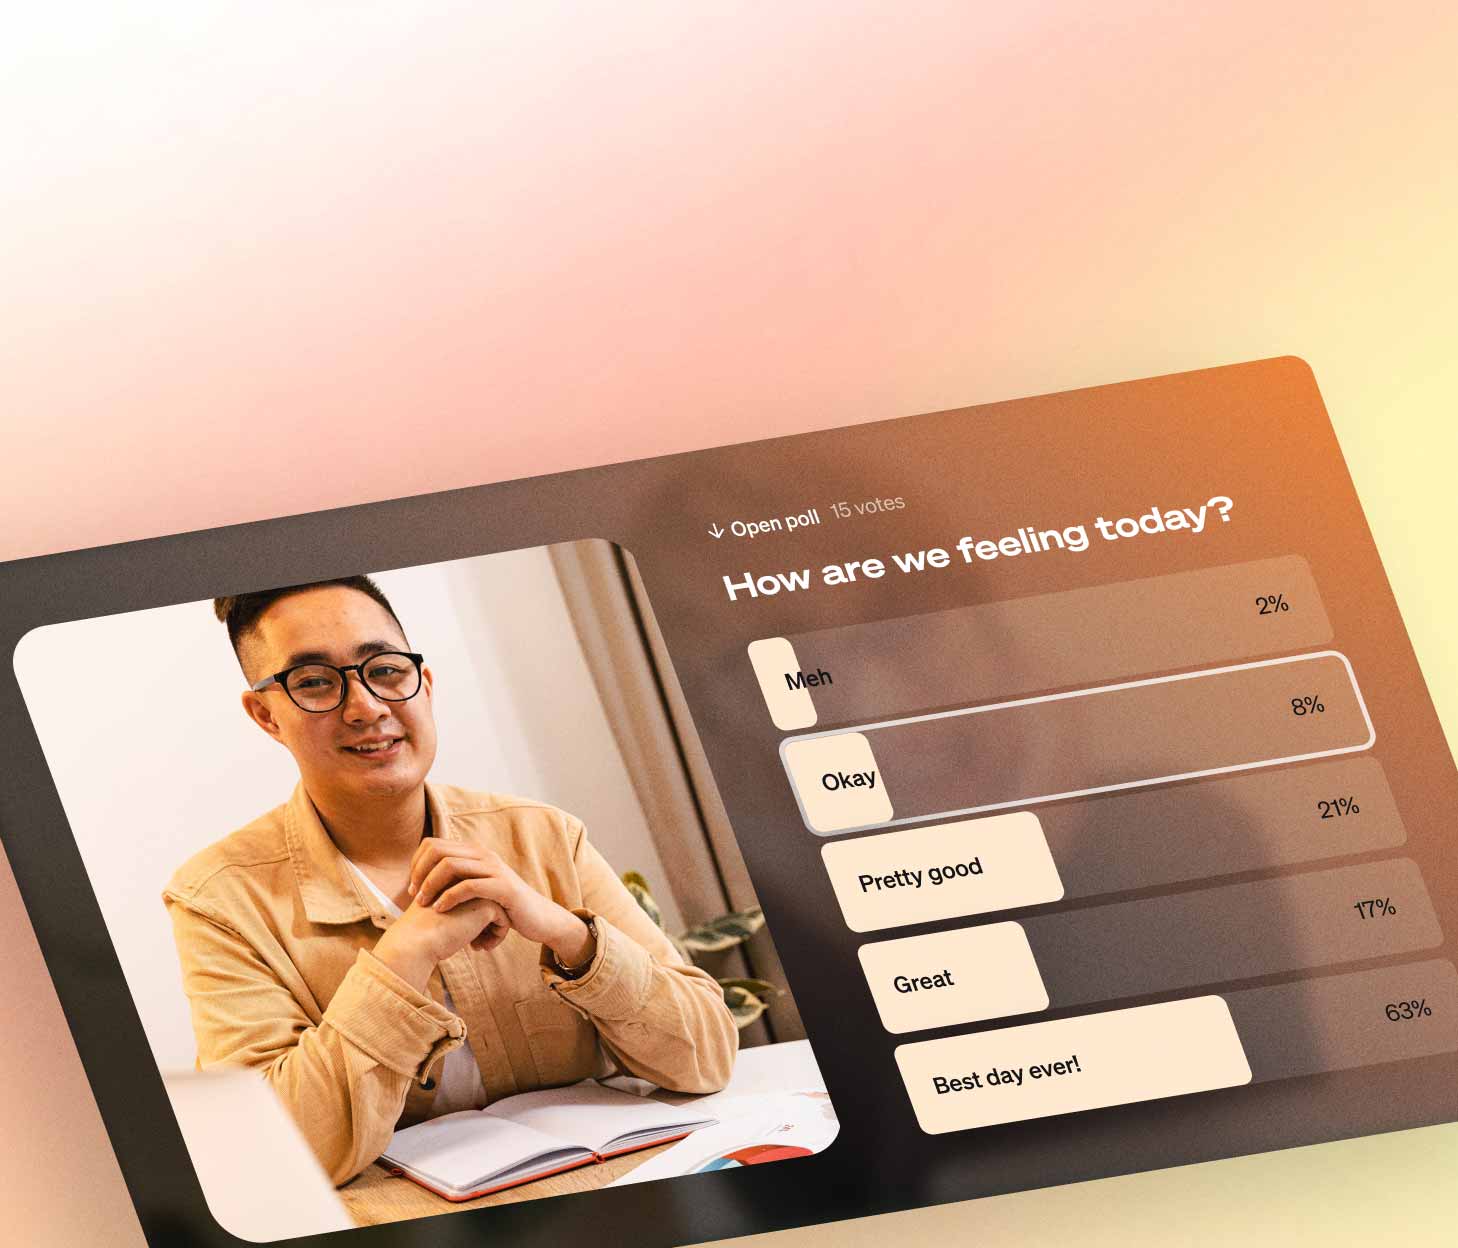 ↓ Open poll 15 votes
How are we feeling today?
Meh 2%
Okay 8%
Pretty good 21%
Great 17%
Best day ever! 63%